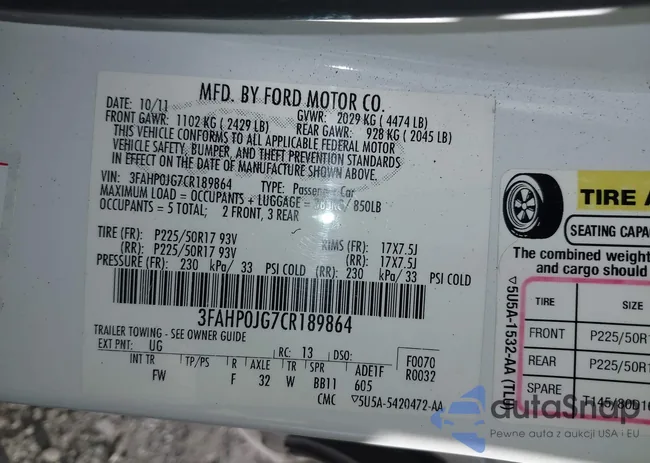 MFD. BY FORD MOTOR CO.
DATE: 10/11 GVWR: 2029 KG ( 4474 LB)
FRONT GAWR: 1102 KG ( 2429 LB) REAR GAWR: 928 KG ( 2045 LB)
THIS VEHICLE CONFORMS TO ALL APPLICABLE FEDERAL MOTOR
VEHICLE SAFETY, BUMPER, AND THEFT PREVENTION STANDARDS
IN EFFECT ON THE DATE OF MANUFACTURE SHOWN ABOVE.
VIN: 3FAHP0JG7CR189864 TYPE: Passenger Car
MAXIMUM LOAD = OCCUPANTS + LUGGAGE = 385KG/850LB
OCCUPANTS = 5 TOTAL; 2 FRONT, 3 REAR
TIRE (FR): P225/50R17 93V RIMS (FR): 17X7.5J
(RR): P225/50R17 93V (RR): 17X7.5J
PRESSURE (FR): 230 kPa/ 33 PSI COLD (RR): 230 kPa/ 33 PSI COLD
3FAHP0JG7CR189864
TRAILER TOWING - SEE OWNER GUIDE
EXT PNT: UG RC: 13 DSO: F0070
INT TR TP/PS R AXLE TR SPR ADE1F R0032
FW F 32 W BB11 605
CMC ▽5U5A-5420472-AA
▽5U5A-1532-AA (TLU)
TIRE A
SEATING CAPA
The combined weight
and cargo should
TIRE SIZE
FRONT P225/50R1
REAR P225/50R1
SPARE T145/80D16
autaSnap
Pewne auta z aukcji USA i EU